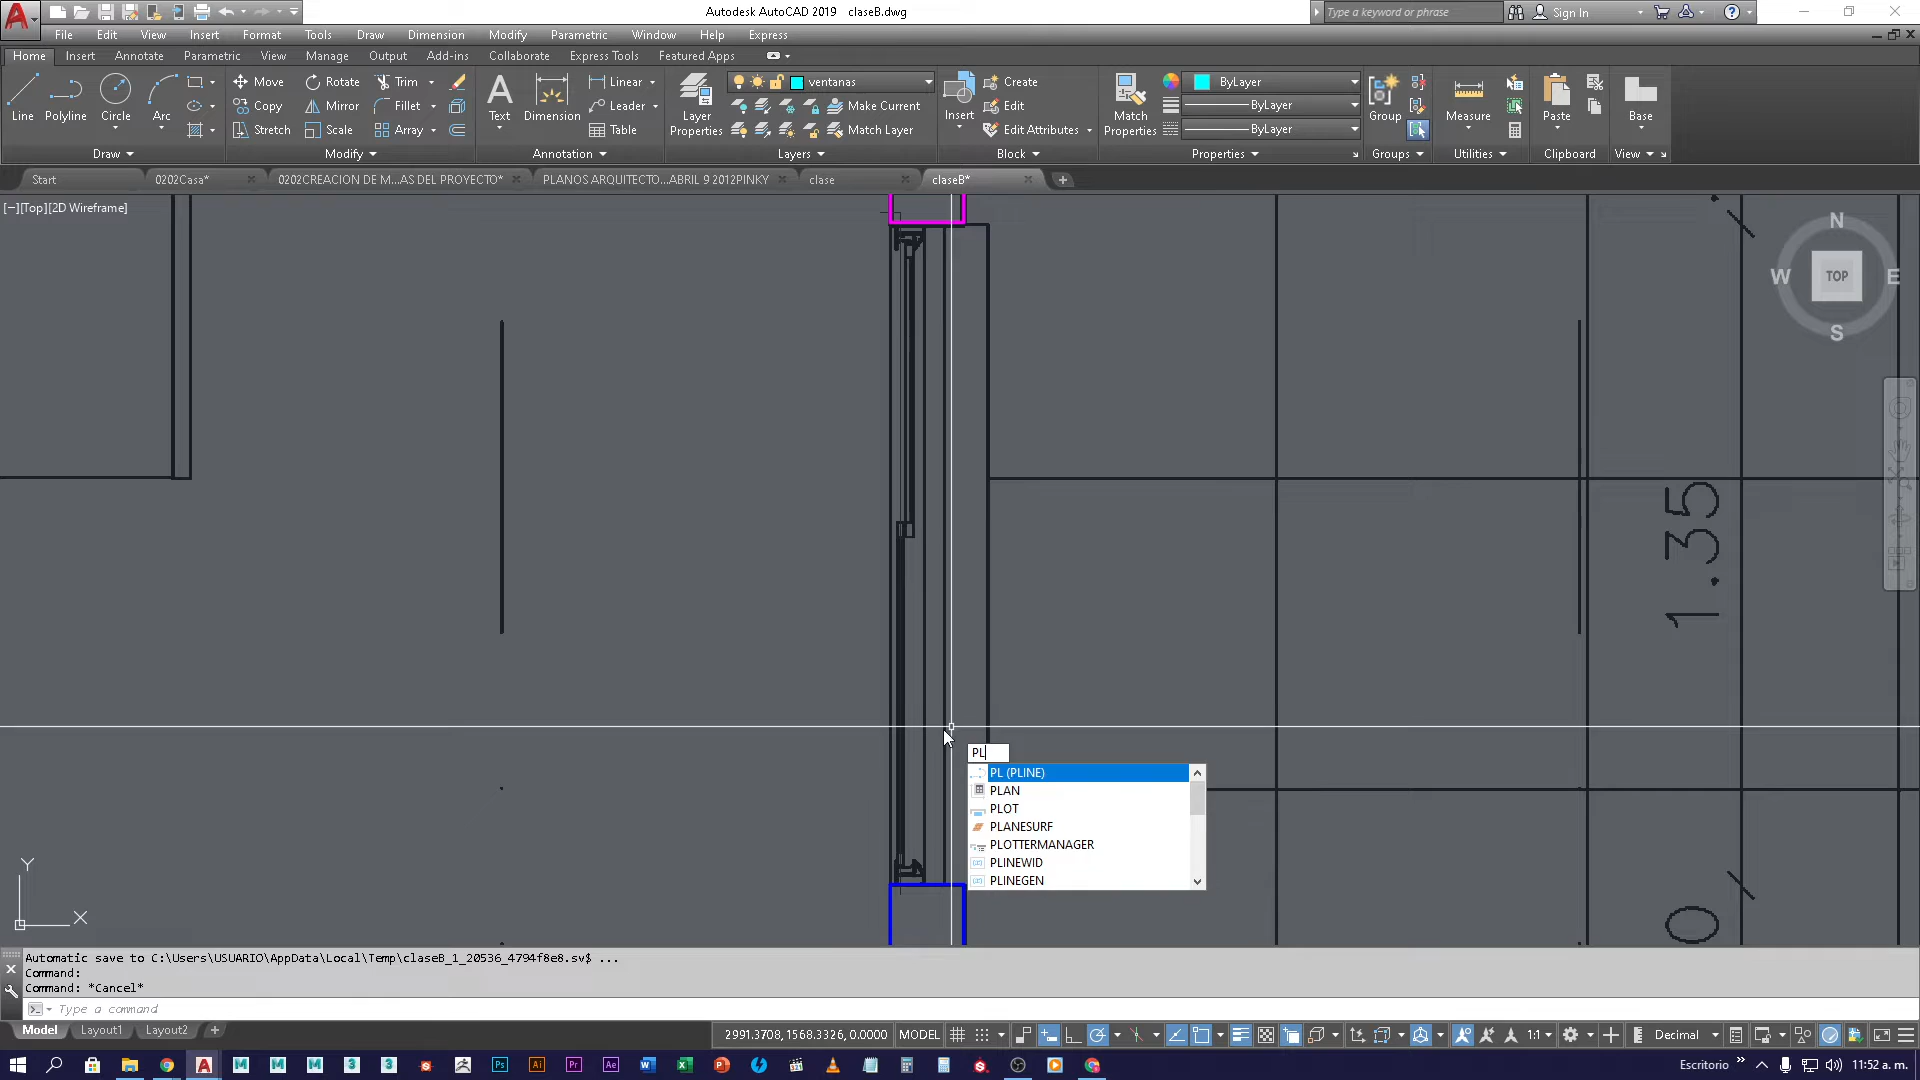 Autodesk AutoCAD 2019 claseB.dwg
Type a keyword or phrase
Sign In
File Edit View Insert Format Tools Draw Dimension Modify Parametric Window Help Express
Home Insert Annotate Parametric View Manage Output Add-ins Collaborate Express Tools Featured Apps
Line
Polyline
Circle
Arc
Move
Rotate
Trim
Copy
Mirror
Fillet
Stretch
Scale
Array
Text
Dimension
Linear
Leader
Table
Layer
Properties
ventanas
Make Current
Match Layer
Insert
Create
Edit
Edit Attributes
Match
Properties
ByLayer
ByLayer
ByLayer
Group
Measure
Paste
Base
Draw
Modify
Annotation
Layers
Block
Properties
Groups
Utilities
Clipboard
View
Start
0202Casa*
0202CREACION DE M...AS DEL PROYECTO*
PLANOS ARQUITECTO...ABRIL 9 2012PINKY
clase
claseB*
[−][Top][2D Wireframe]
N
W
TOP
E
S
1.35
0
PL
PL (PLINE)
PLAN
PLOT
PLANESURF
PLOTTERMANAGER
PLINEWID
PLINEGEN
Y
X
Automatic save to C:\Users\USUARIO\AppData\Local\Temp\claseB_1_20536_4794f8e8.sv$ ...
Command:
Command: *Cancel*
Type a command
Model
Layout1
Layout2
2991.3708, 1568.3326, 0.0000
MODEL
1:1
Decimal
Escritorio
11:52 a. m.